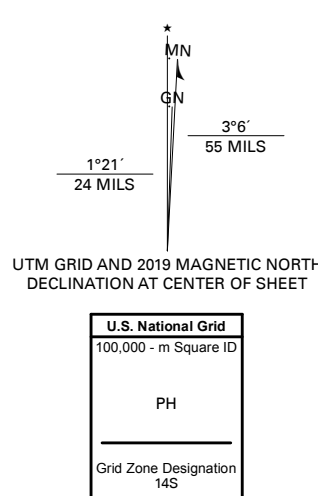 ★
MN
GN
3°6´
55 MILS
1°21´
24 MILS
UTM GRID AND 2019 MAGNETIC NORTH
DECLINATION AT CENTER OF SHEET
U.S. National Grid
100,000 - m Square ID
PH
Grid Zone Designation
14S